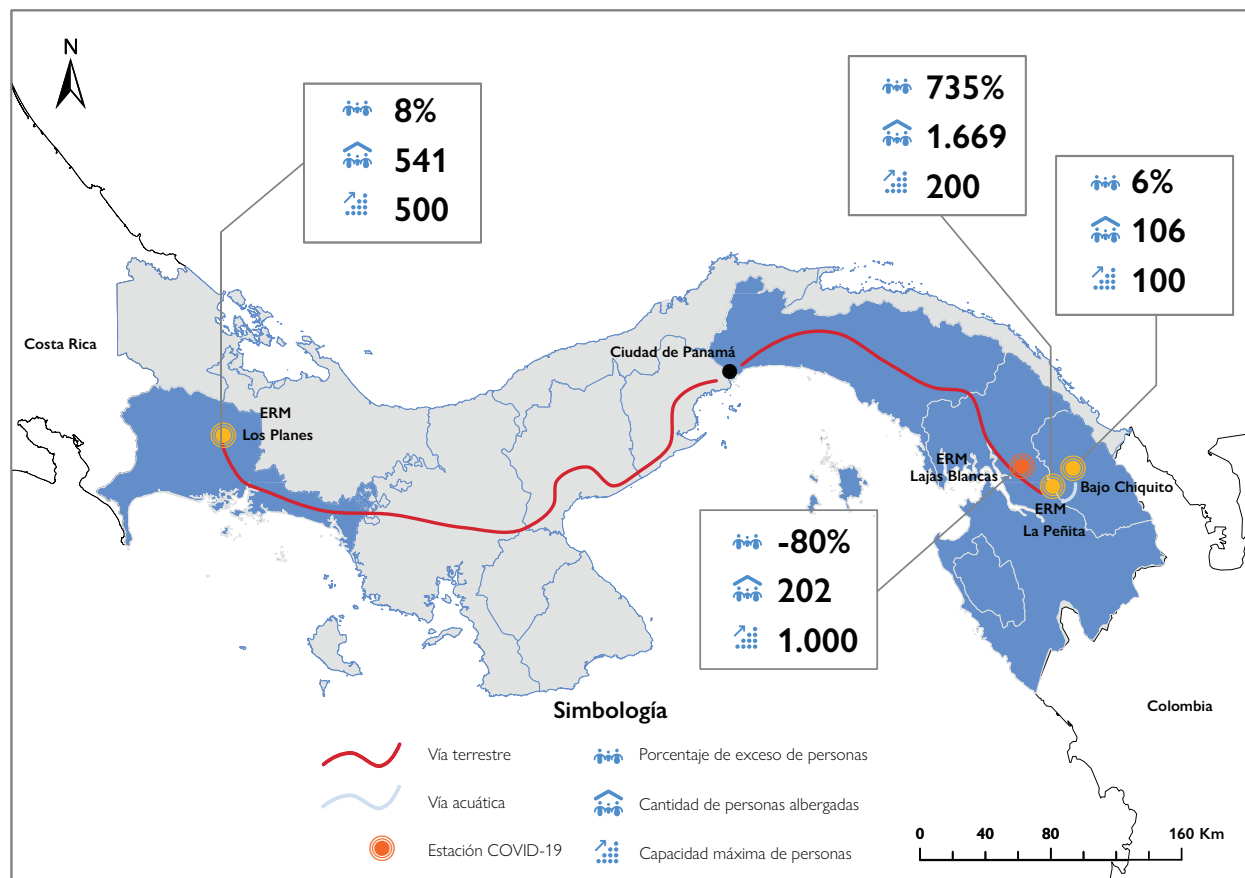 N
8%
541
500
735%
1.669
200
6%
106
100
Costa Rica
Ciudad de Panamá
ERM
Los Planes
ERM
Lajas Blancas
Bajo Chiquito
ERM
La Peñita
-80%
202
1.000
Colombia
Simbología
Vía terrestre
Porcentaje de exceso de personas
Vía acuática
Cantidad de personas albergadas
Estación COVID-19
Capacidad máxima de personas
0 40 80 160 Km